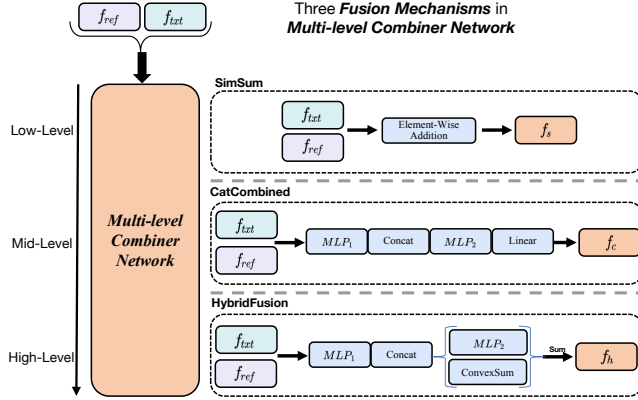 Three Fusion Mechanisms in
Multi-level Combiner Network
f_ref f_txt
Low-Level
Mid-Level
High-Level
Multi-level
Combiner
Network
SimSum
f_txt
f_ref
Element-Wise
Addition
f_s
CatCombined
f_txt
f_ref
MLP_1 Concat MLP_2 Linear
f_c
HybridFusion
f_txt
f_ref
MLP_1 Concat
MLP_2
ConvexSum
Sum
f_h